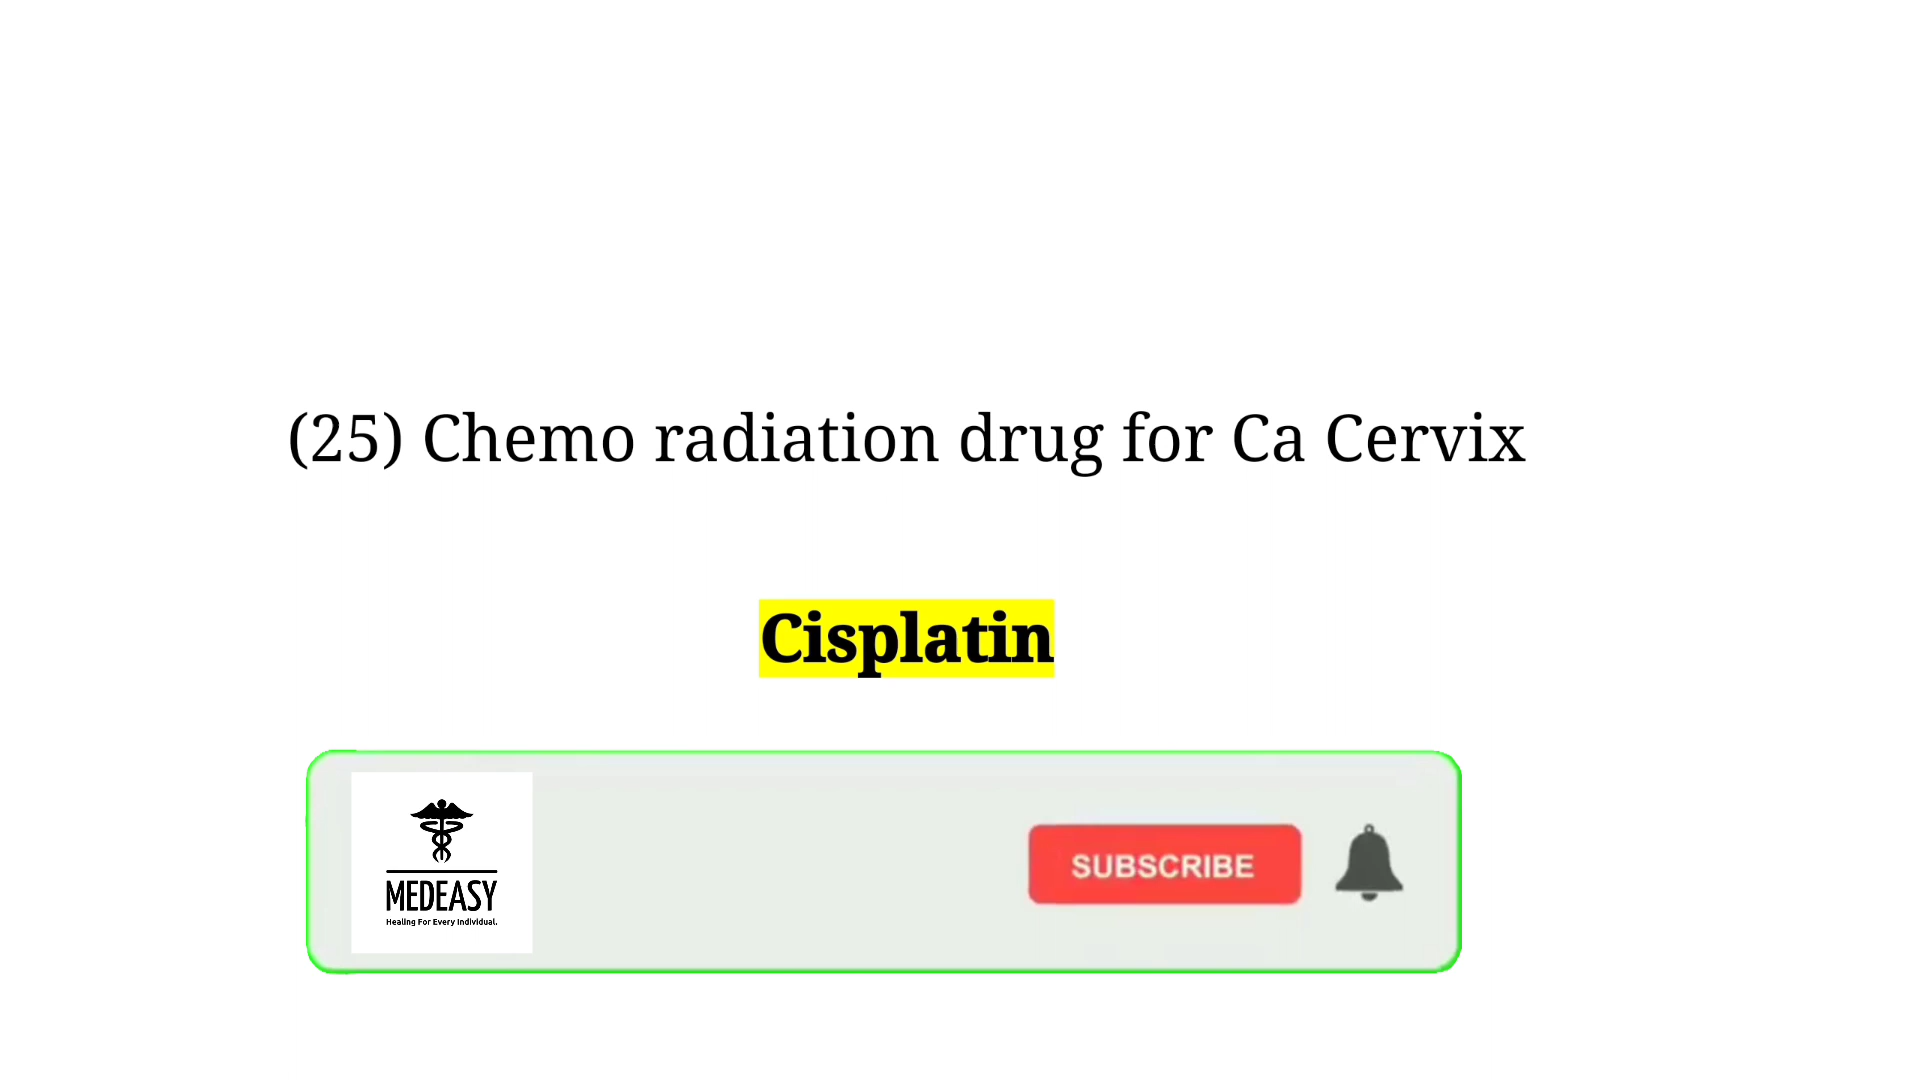 (25) Chemo radiation drug for Ca Cervix
Cisplatin
MEDEASY
Healing For Every Individual.
SUBSCRIBE